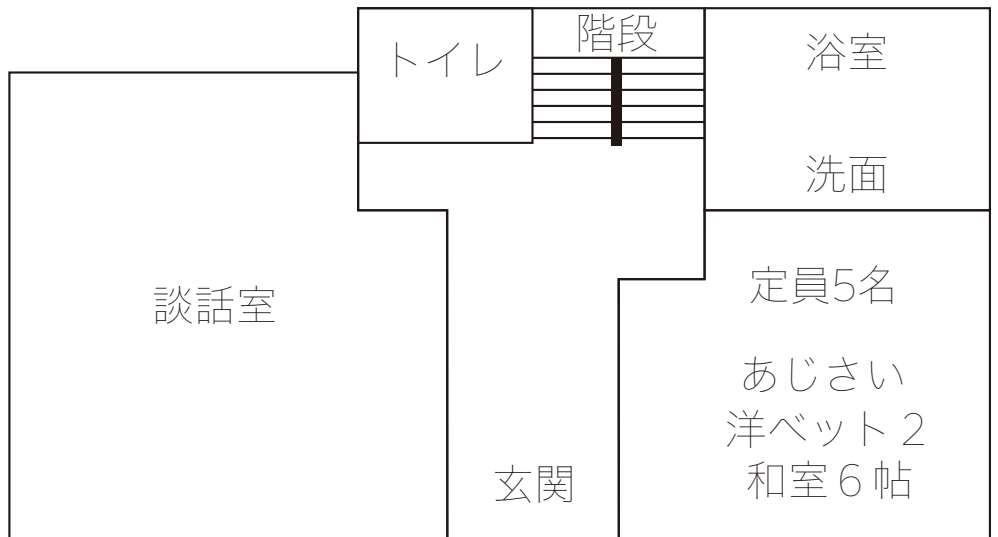 トイレ
階段
浴室
洗面
談話室
定員5名
あじさい
洋ベット２
和室６帖
玄関